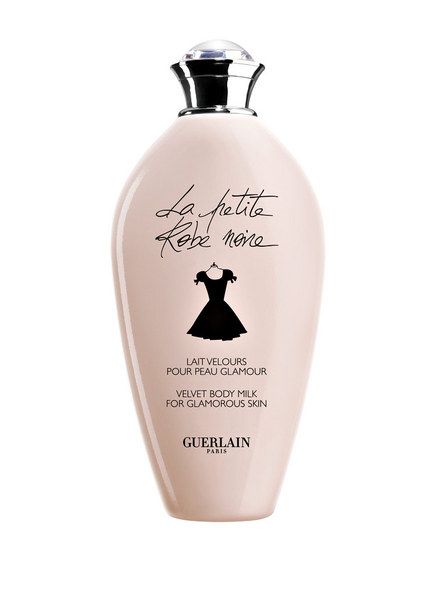 La petite
Robe noire
LAIT VELOURS
POUR PEAU GLAMOUR
VELVET BODY MILK
FOR GLAMOROUS SKIN
GUERLAIN
PARIS